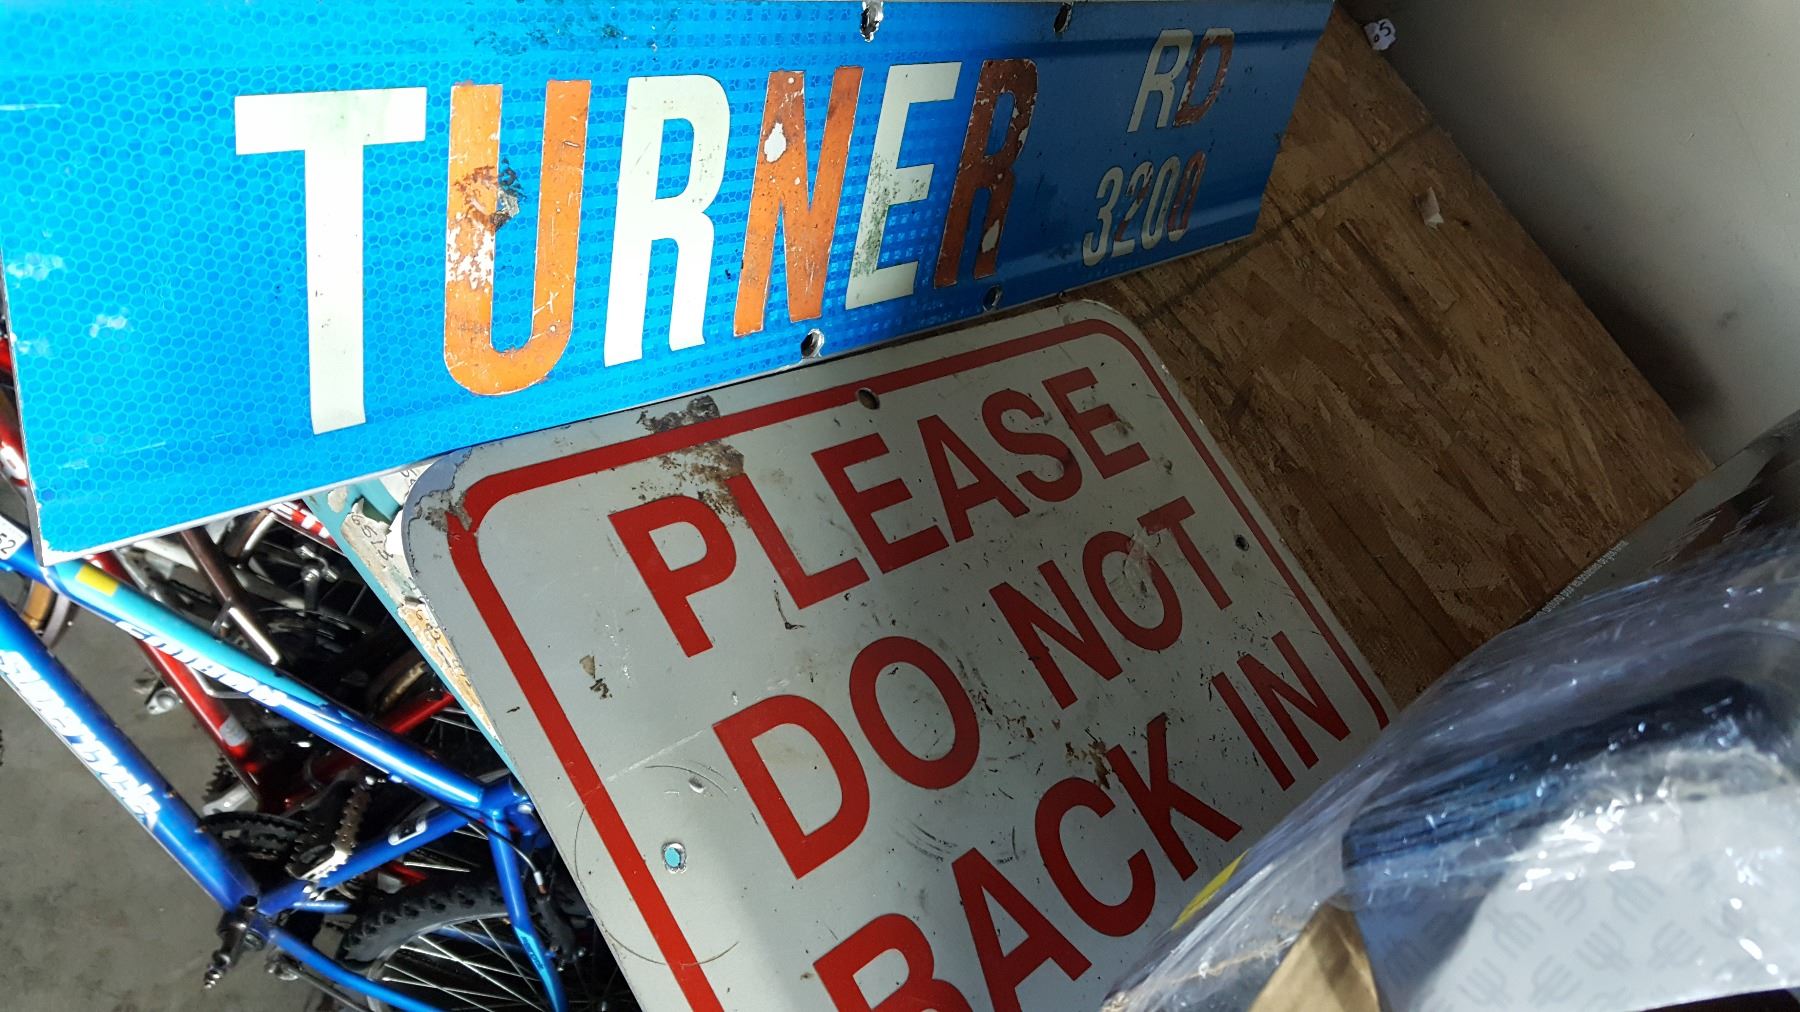 TURNER RD
3200
PLEASE
DO NOT
BACK IN